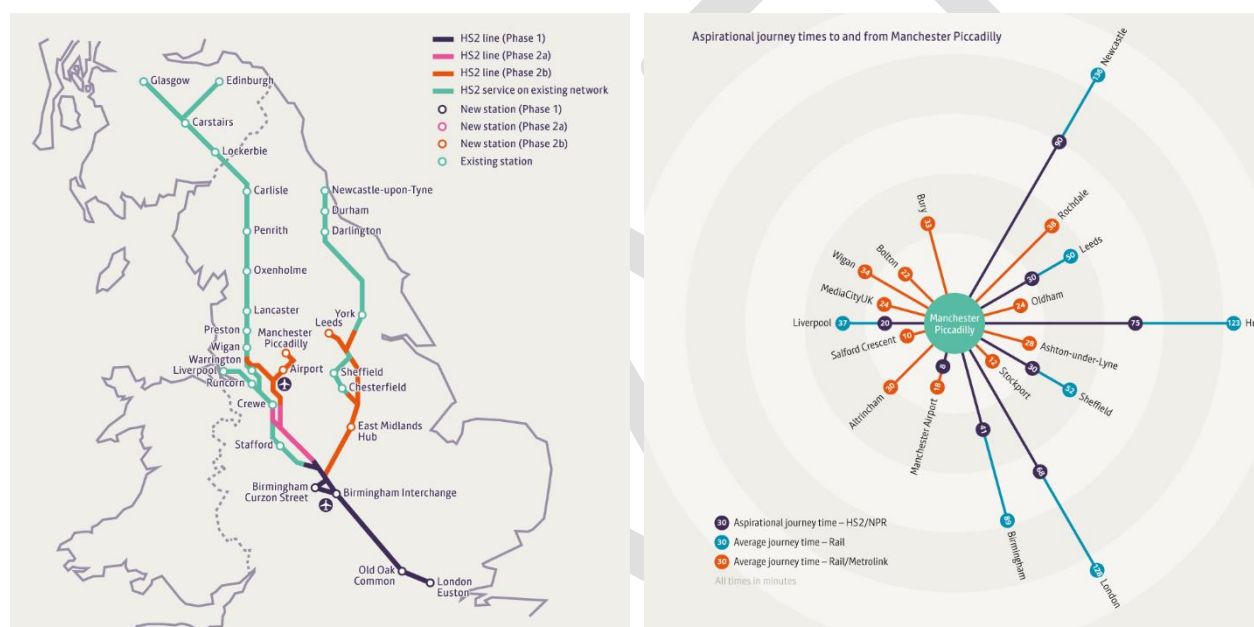 HS2 line (Phase 1)
HS2 line (Phase 2a)
HS2 line (Phase 2b)
HS2 service on existing network
New station (Phase 1)
New station (Phase 2a)
New station (Phase 2b)
Existing station
Glasgow
Edinburgh
Carstairs
Lockerbie
Carlisle
Newcastle-upon-Tyne
Durham
Penrith
Darlington
Oxenholme
Lancaster
York
Preston
Manchester
Piccadilly
Leeds
Wigan
Warrington
Liverpool
Airport
Runcorn
Sheffield
Chesterfield
Crewe
East Midlands
Hub
Stafford
Birmingham
Curzon Street
Birmingham Interchange
Old Oak
Common
London
Euston
Aspirational journey times to and from Manchester Piccadilly
Newcastle
90
Bury
33
Rochdale
38
Leeds
50
30
Bolton
22
Wigan
34
MediaCityUK
24
Oldham
24
Liverpool
37
20
Manchester
Piccadilly
75
123
Salford Crescent
10
Ashton-under-Lyne
28
Stockport
12
30
52
Sheffield
Altrincham
30
8
18
Manchester Airport
41
89
Birmingham
68
London
30 Aspirational journey time – HS2/NPR
30 Average journey time – Rail
30 Average journey time – Rail/Metrolink
All times in minutes